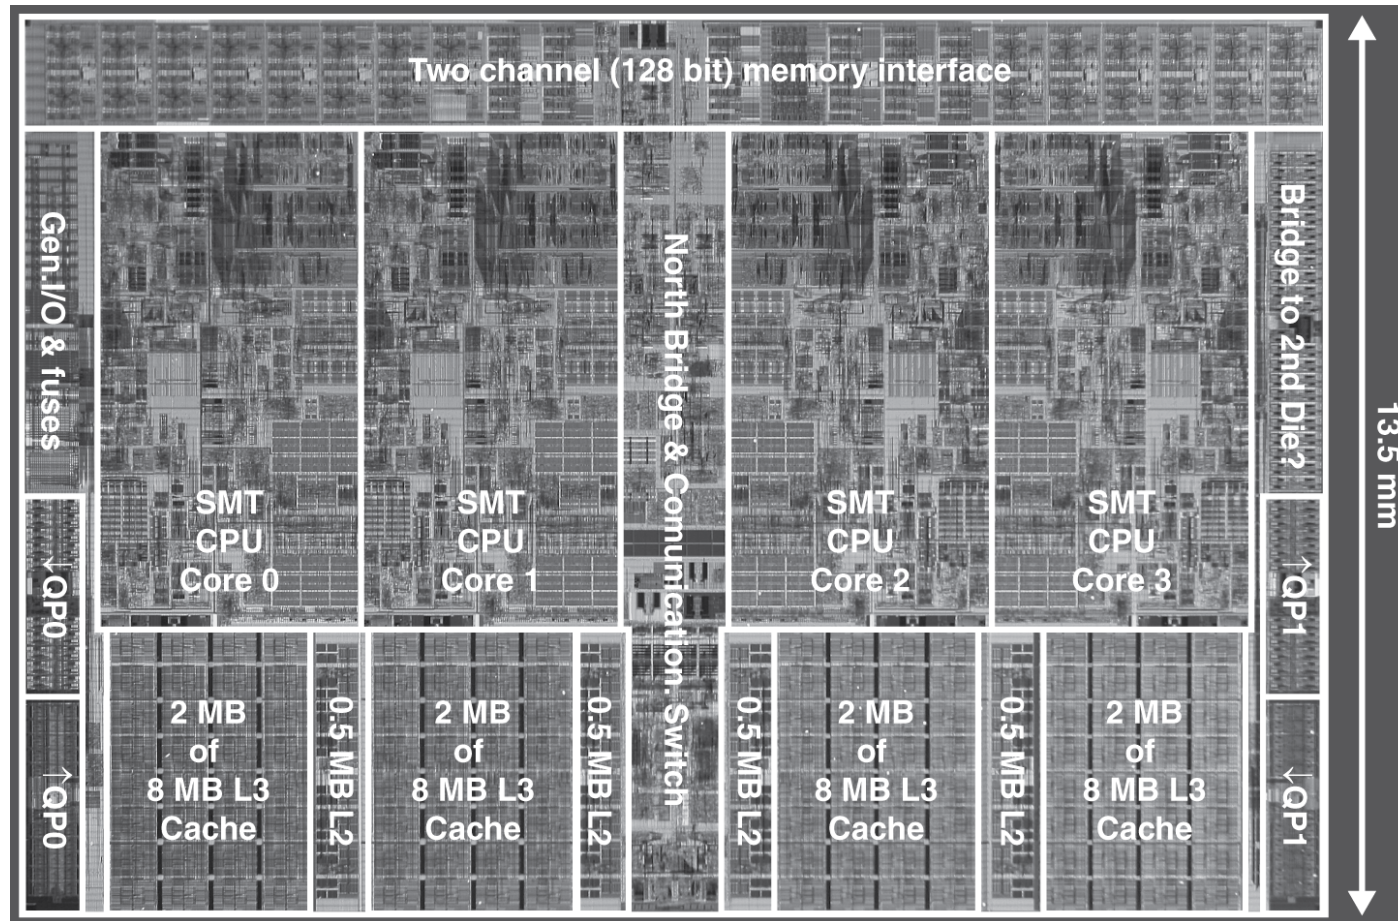 Two channel (128 bit) memory interface
Gen.I/O & fuses
SMT
CPU
Core 0
SMT
CPU
Core 1
North Bridge & Comunication. Switch
SMT
CPU
Core 2
SMT
CPU
Core 3
Bridge to 2nd Die?
13.5 mm
↓QP0
↑QP0
2 MB
of
8 MB L3
Cache
0.5 MB L2
2 MB
of
8 MB L3
Cache
0.5 MB L2
0.5 MB L2
2 MB
of
8 MB L3
Cache
0.5 MB L2
2 MB
of
8 MB L3
Cache
↑QP1
↓QP1